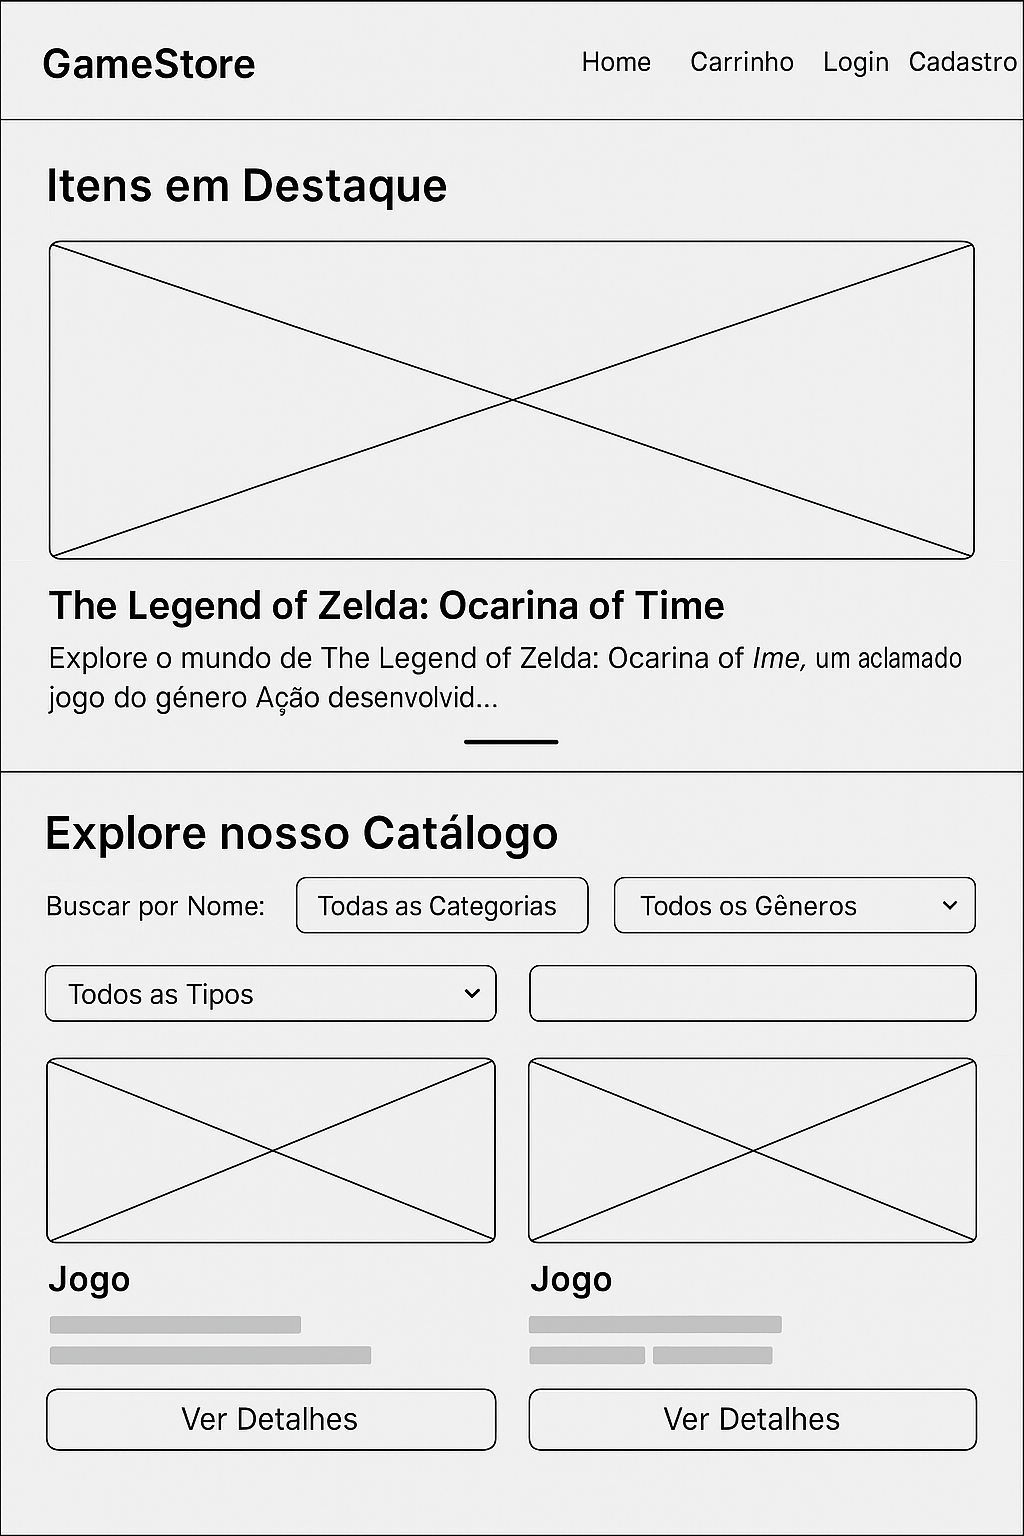 GameStore
Home Carrinho Login Cadastro
Itens em Destaque
The Legend of Zelda: Ocarina of Time
Explore o mundo de The Legend of Zelda: Ocarina of Ime, um aclamado
jogo do género Ação desenvolvid...
Explore nosso Catálogo
Buscar por Nome: Todas as Categorias Todos os Gêneros
Todos as Tipos
Jogo Jogo
Ver Detalhes Ver Detalhes